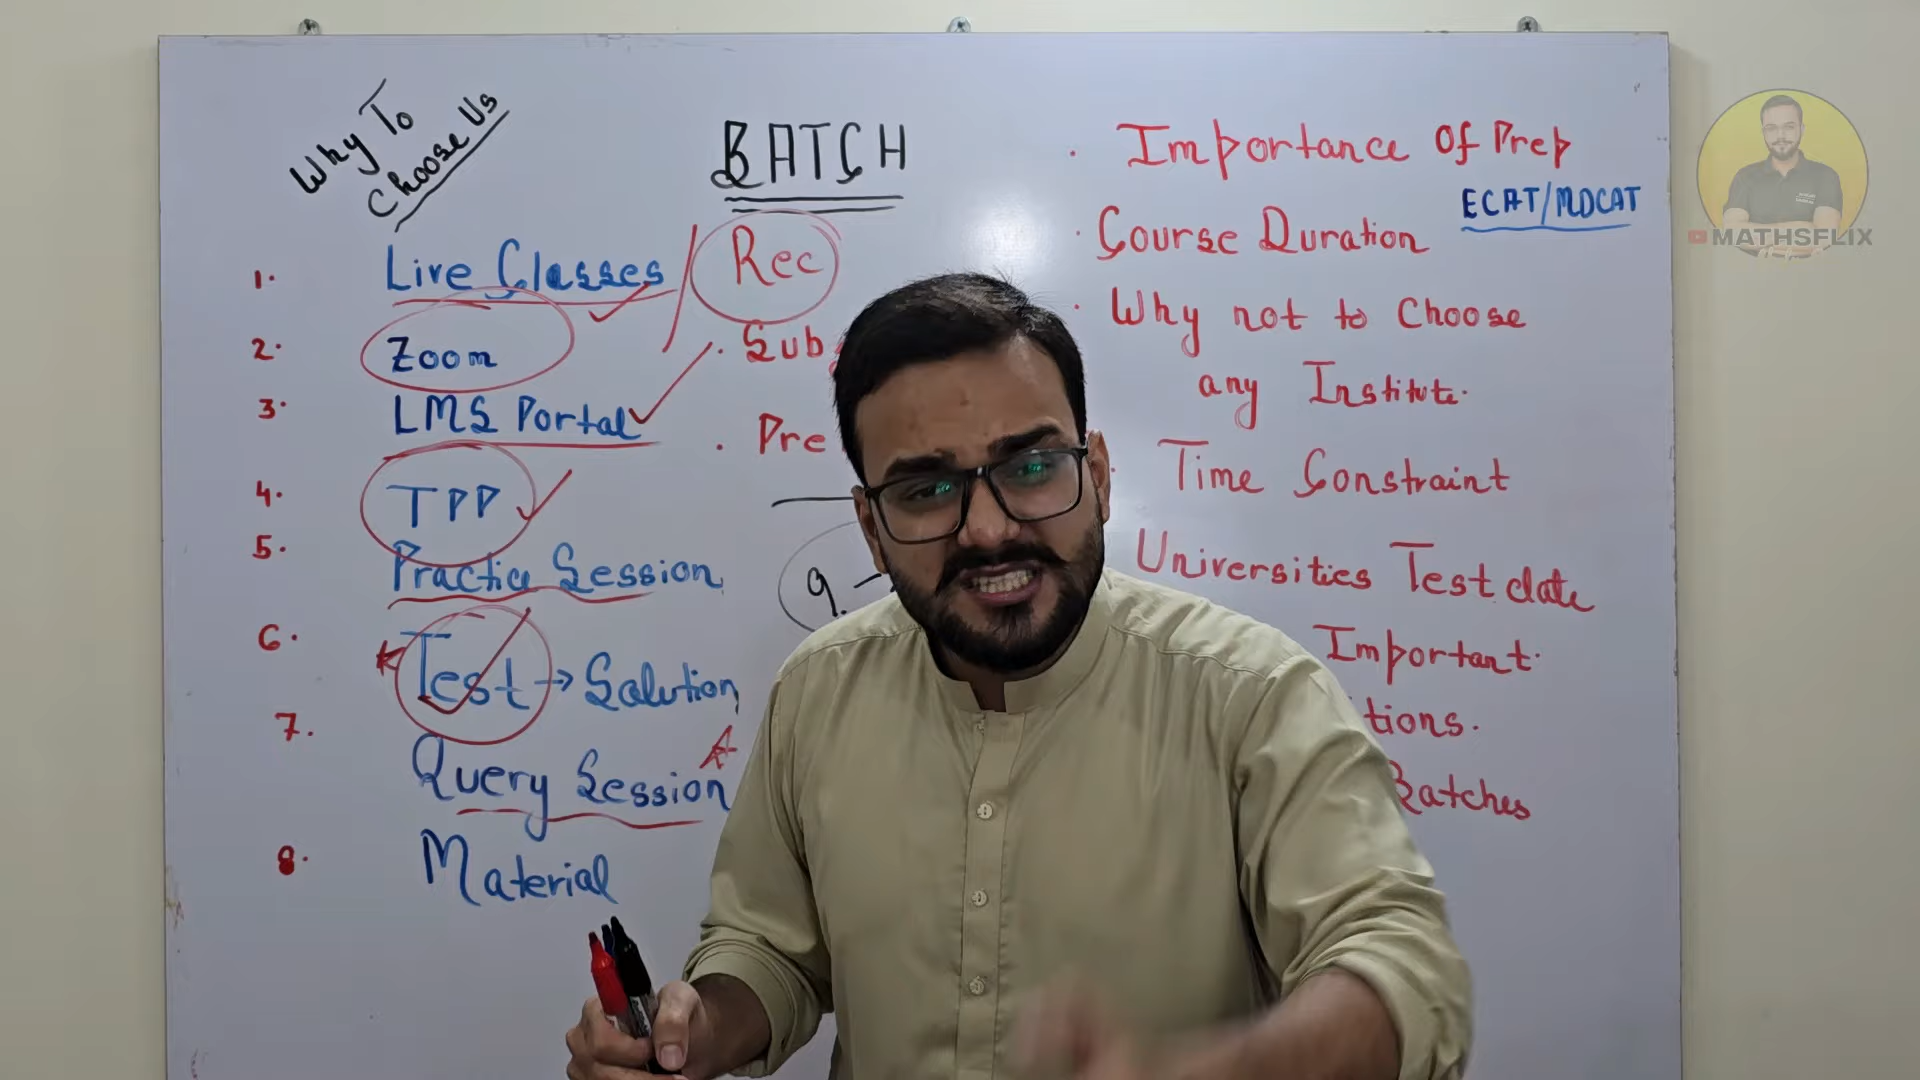 Why To
Choose Us
BATCH
1. Live Classes / Rec
2. Zoom
3. LMS Portal
4. TPP
5. Practice Session
6. Test → Solution
7. Query Session
8. Material
. Sub
. Pre
9.
. Importance Of Prep
ECAT/MDCAT
. Course Duration
. Why not to Choose
any Institute.
. Time Constraint
Universities Test date
Important
tions.
Batches
MATHSFLIX